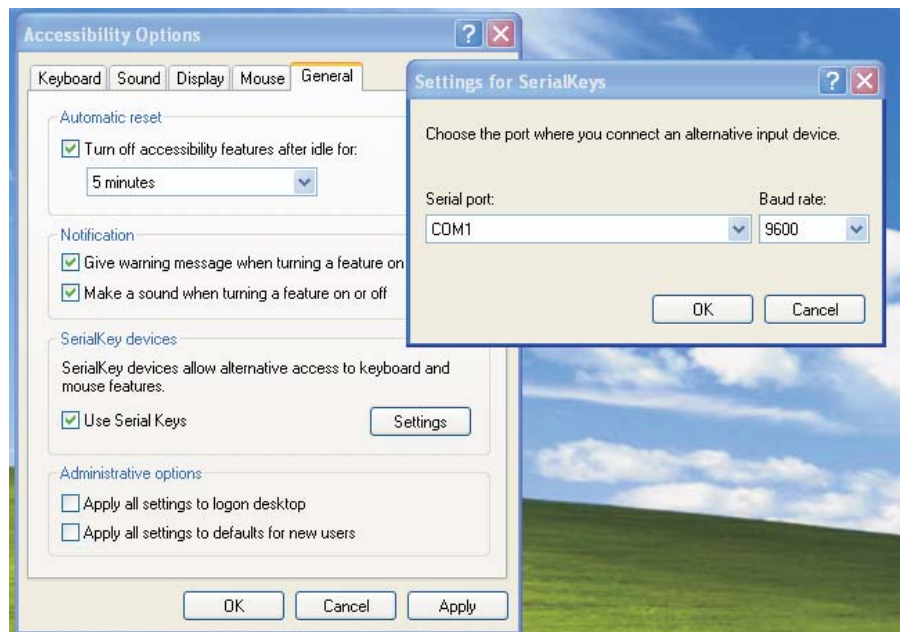 Accessibility Options
Keyboard Sound Display Mouse General
Automatic reset
Turn off accessibility features after idle for:
5 minutes
Notification
Give warning message when turning a feature on
Make a sound when turning a feature on or off
SerialKey devices
SerialKey devices allow alternative access to keyboard and
mouse features.
Use Serial Keys
Settings
Administrative options
Apply all settings to logon desktop
Apply all settings to defaults for new users
OK Cancel Apply
Settings for SerialKeys
Choose the port where you connect an alternative input device.
Serial port: Baud rate:
COM1 9600
OK Cancel